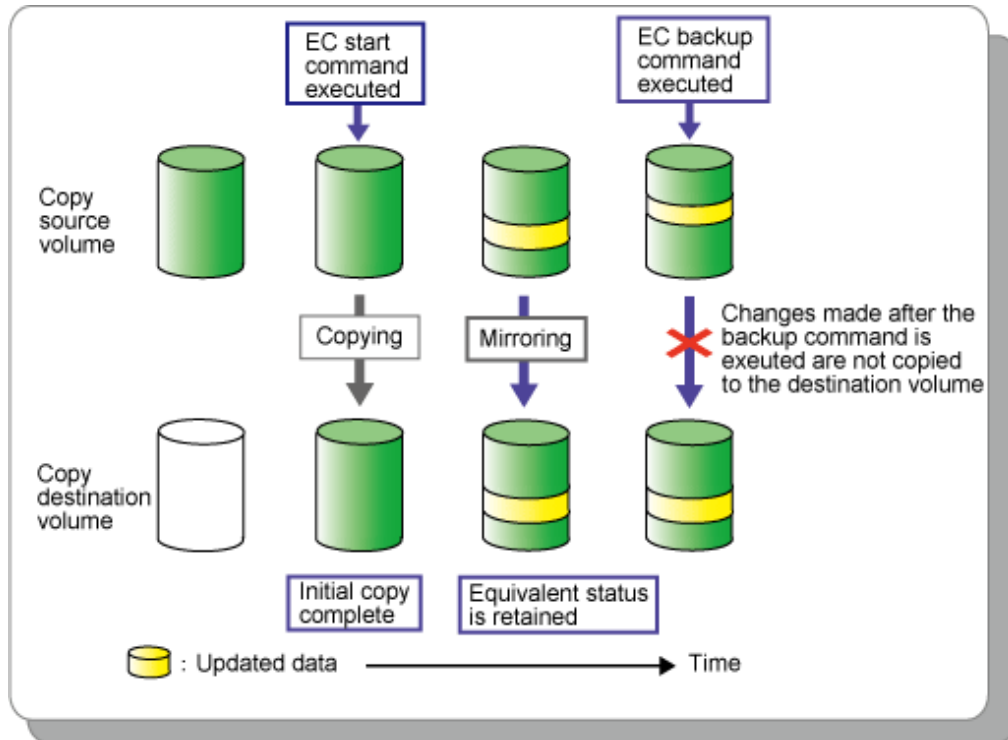 EC start
command
executed
EC backup
command
executed
Copy
source
volume
Copying
Mirroring
Changes made after the
backup command is
exeuted are not copied
to the destination volume
Copy
destination
volume
Initial copy
complete
Equivalent status
is retained
: Updated data
Time